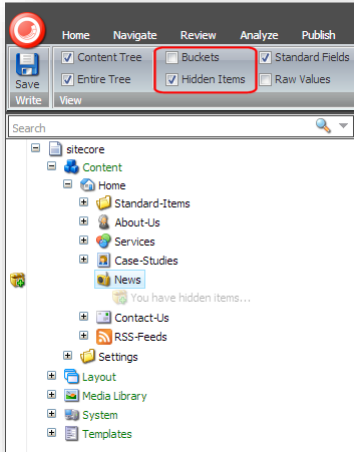 Home Navigate Review Analyze Publish
Content Tree Buckets Standard Fields
Entire Tree Hidden Items Raw Values
Save
Write View
Search
sitecore
Content
Home
Standard-Items
About-Us
Services
Case-Studies
News
You have hidden items...
Contact-Us
RSS-Feeds
Settings
Layout
Media Library
System
Templates